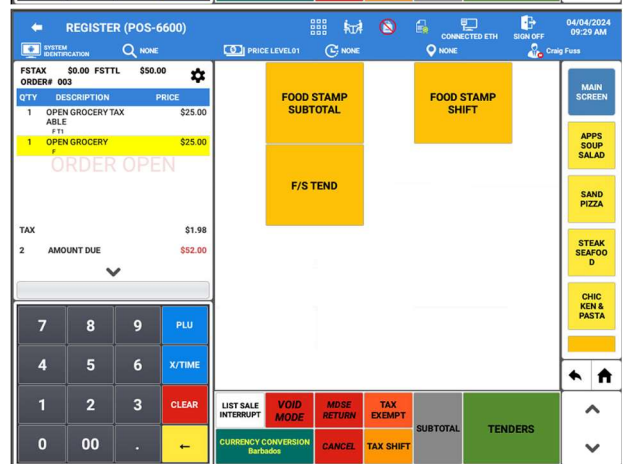 REGISTER (POS-6600)
CONNECTED ETH
SIGN OFF
04/04/2024
09:29 AM
SYSTEM
IDENTIFICATION
NONE
PRICE LEVEL01
NONE
NONE
Craig Fuss
FSTAX $0.00 FSTTL $50.00
ORDER# 003
Q'TY DESCRIPTION PRICE
1 OPEN GROCERY TAX $25.00
ABLE
F T1
1 OPEN GROCERY $25.00
F
ORDER OPEN
TAX $1.98
2 AMOUNT DUE $52.00
7 8 9 PLU
4 5 6 X/TIME
1 2 3 CLEAR
0 00 . ←
FOOD STAMP
SUBTOTAL
FOOD STAMP
SHIFT
F/S TEND
MAIN
SCREEN
APPS
SOUP
SALAD
SAND
PIZZA
STEAK
SEAFOO
D
CHIC
KEN &
PASTA
LIST SALE
INTERRUPT
VOID
MODE
MDSE
RETURN
TAX
EXEMPT
SUBTOTAL
TENDERS
CURRENCY CONVERSION
Barbados
CANCEL
TAX SHIFT